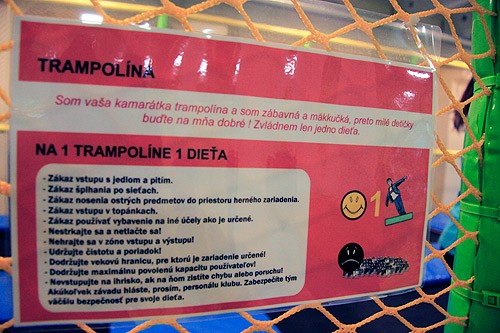 TRAMPOLÍNA
Som vaša kamarátka trampolína a som zábavná a mäkkučká, preto milé detičky
buďte na mňa dobré ! Zvládnem len jedno dieťa.
NA 1 TRAMPOLÍNE 1 DIEŤA
- Zákaz vstupu s jedlom a pitím.
- Zákaz šplhania po sieťach.
- Zákaz nosenia ostrých predmetov do priestoru herného zariadenia.
- Zákaz vstupu v topánkach.
- Zákaz používať vybavenie na iné účely ako je určené.
- Nestrkajte sa a netlačte sa!
- Nehrajte sa v zóne vstupu a výstupu!
- Udržujte čistotu a poriadok!
- Dodržujte vekovú hranicu, pre ktorú je zariadenie určené!
- Dodržujte maximálnu povolenú kapacitu používateľov!
- Nevstupujte na ihrisko, ak na ňom zistíte chybu alebo poruchu!
Akúkoľvek závadu hláste, prosím, personálu klubu. Zabezpečíte tým
väčšiu bezpečnosť pre svoje dieťa.
1